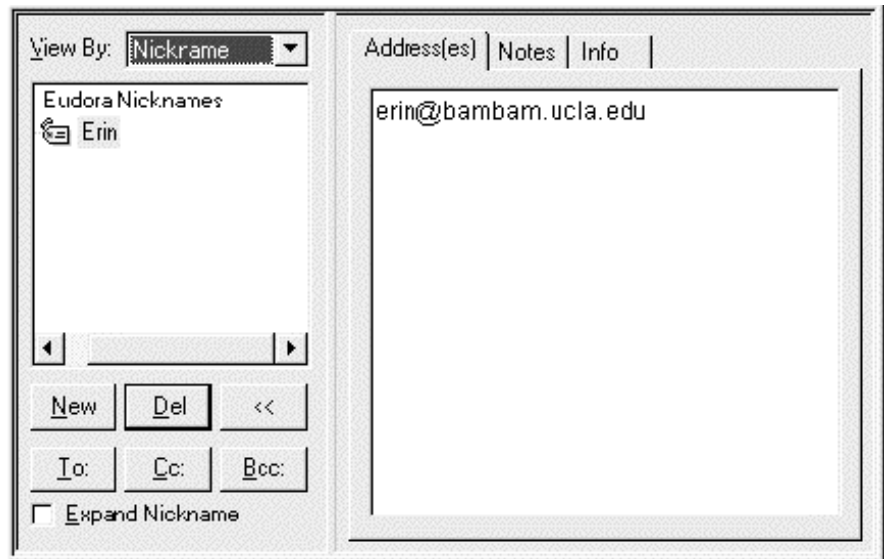 View By: Nickname
Eudora Nicknames
Erin
New Del <<
To: Cc: Bcc:
Expand Nickname
Address(es) Notes Info
erin@bambam.ucla.edu